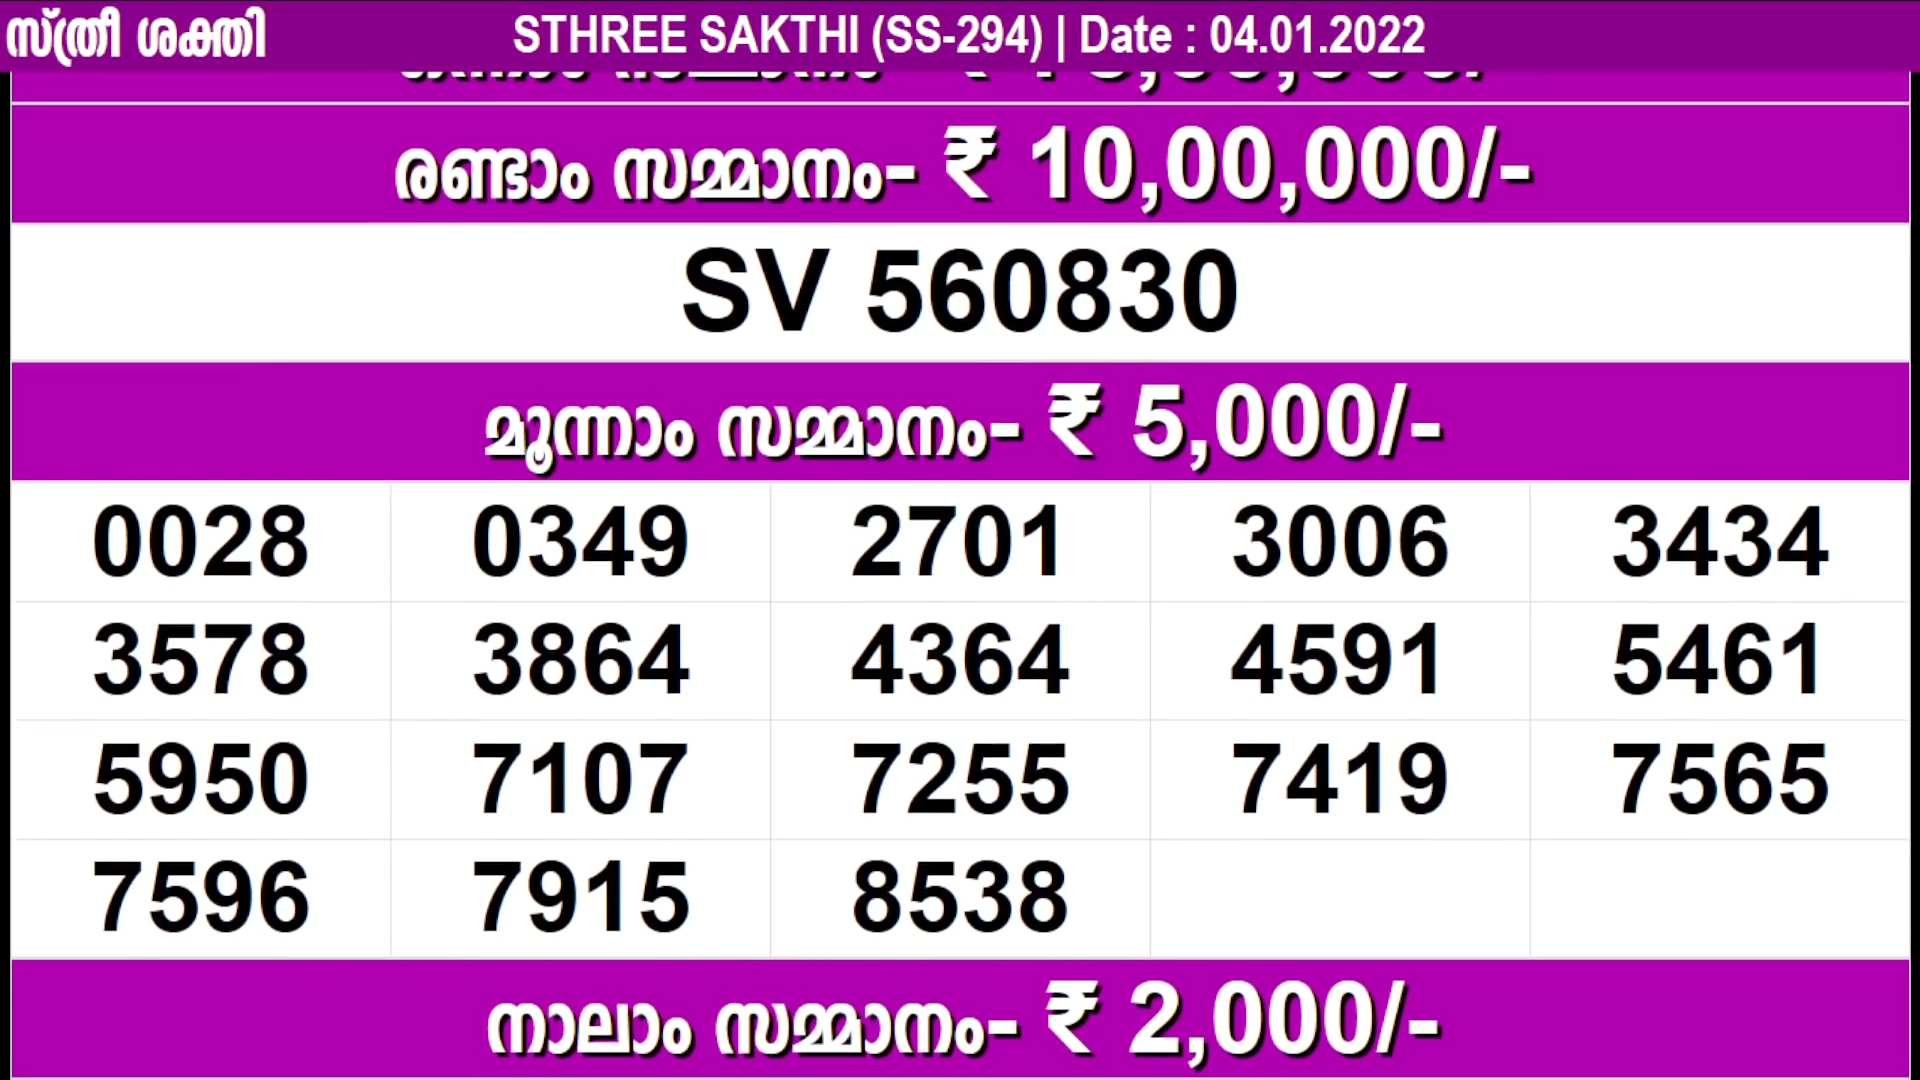 സ്ത്രീ ശക്തി STHREE SAKTHI (SS-294) | Date : 04.01.2022
രണ്ടാം സമ്മാനം- ₹ 10,00,000/-
SV 560830
മൂന്നാം സമ്മാനം- ₹ 5,000/-
0028 0349 2701 3006 3434
3578 3864 4364 4591 5461
5950 7107 7255 7419 7565
7596 7915 8538
നാലാം സമ്മാനം- ₹ 2,000/-